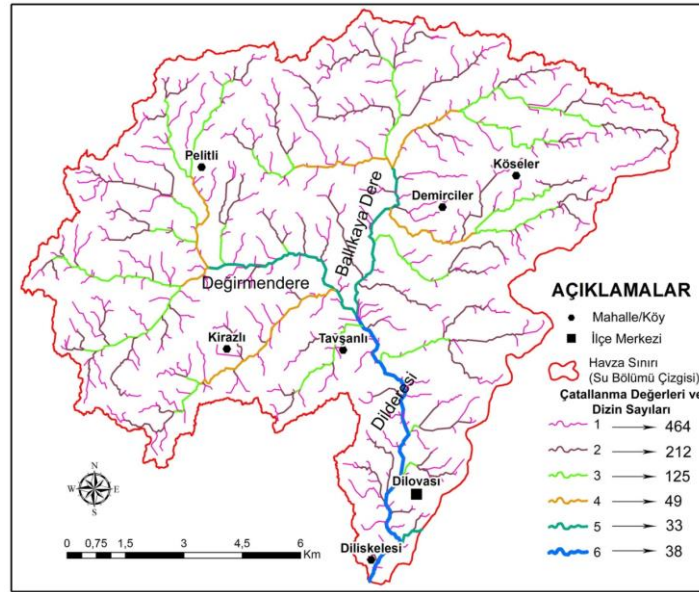 Pelitli
Köseler
Demirciler
Ballıkaya Dere
Değirmendere
Kirazlı
Tavşanlı
Dilderesi
Dilovası
Diliskelesi
N
W E
S
0 0,75 1,5 3 4,5 6
Km
AÇIKLAMALAR
Mahalle/Köy
İlçe Merkezi
Havza Sınırı
(Su Bölümü Çizgisi)
Çatallanma Değerleri ve
Dizin Sayıları
1 464
2 212
3 125
4 49
5 33
6 38